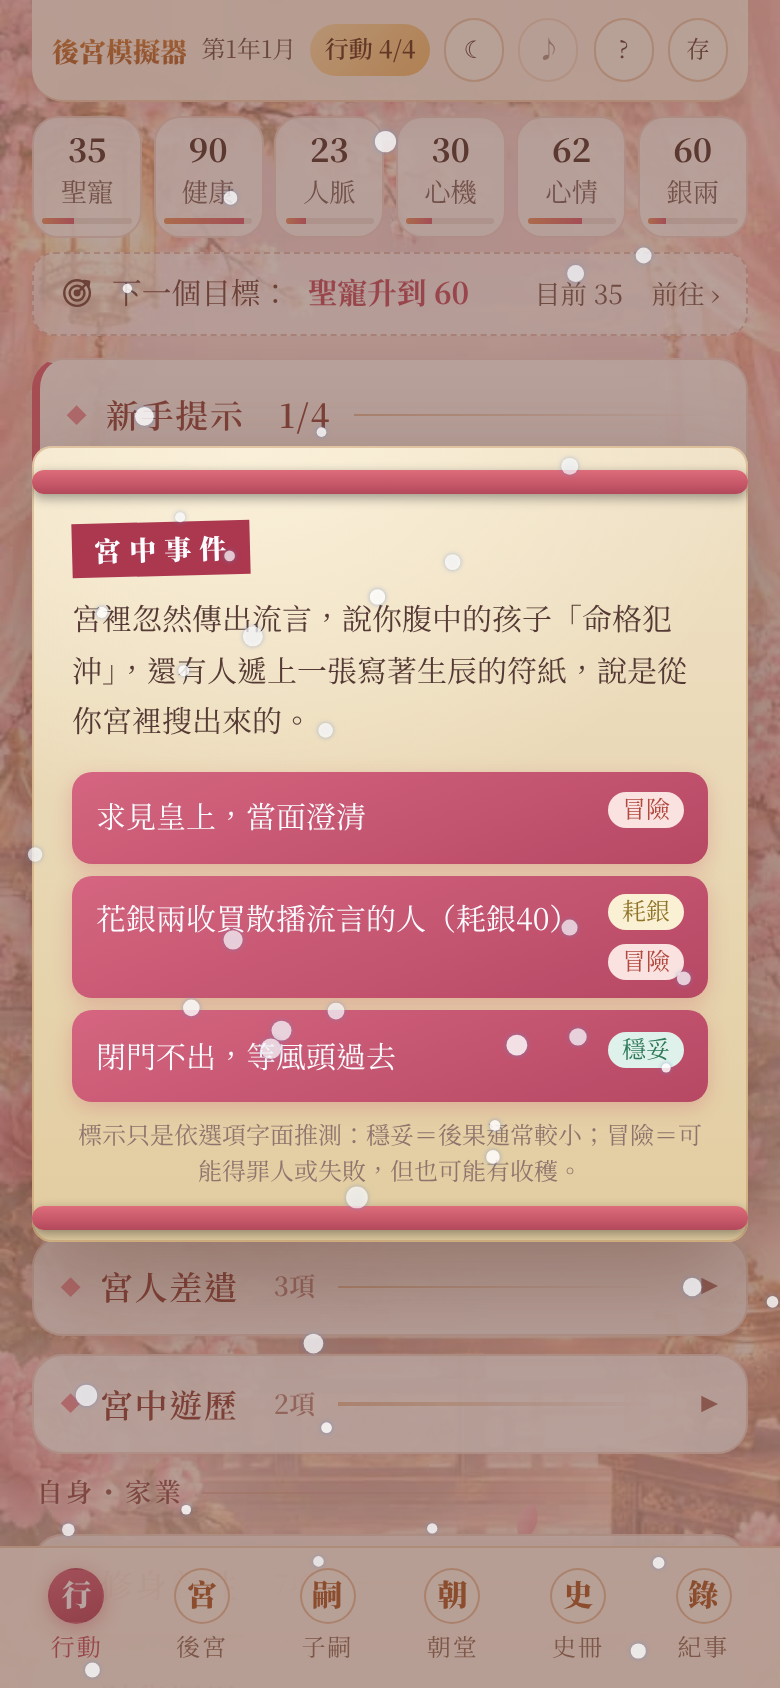 後宮模擬器 第1年1月 行動 4/4 ☾ ♪ ? 存
35 90 23 30 62 60
聖寵 健康 人脈 心機 心情 銀兩
下一個目標: 聖寵升到 60 目前 35 前往 ›
新手提示 1/4
宮中事件
宮裡忽然傳出流言,說你腹中的孩子「命格犯
沖」,還有人遞上一張寫著生辰的符紙,說是從
你宮裡搜出來的。
求見皇上,當面澄清 冒險
花銀兩收買散播流言的人(耗銀40) 耗銀
冒險
閉門不出,等風頭過去 穩妥
標示只是依選項字面推測:穩妥=後果通常較小;冒險=可
能得罪人或失敗,但也可能有收穫。
宮人差遣 3項
宮中遊歷 2項
自身・家業
行 宮 嗣 朝 史 錄
行動 後宮 子嗣 朝堂 史冊 紀事